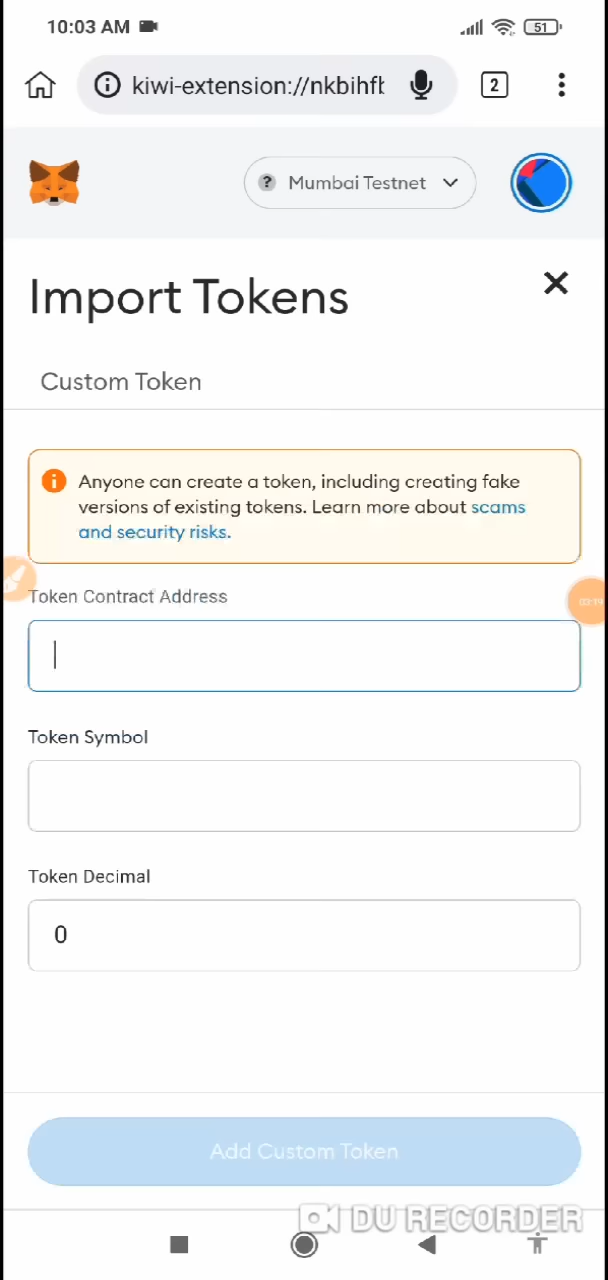 10:03 AM
51
kiwi-extension://nkbihfb
2
? Mumbai Testnet
Import Tokens
Custom Token
Anyone can create a token, including creating fake
versions of existing tokens. Learn more about scams
and security risks.
Token Contract Address
Token Symbol
Token Decimal
0
Add Custom Token
DU RECORDER